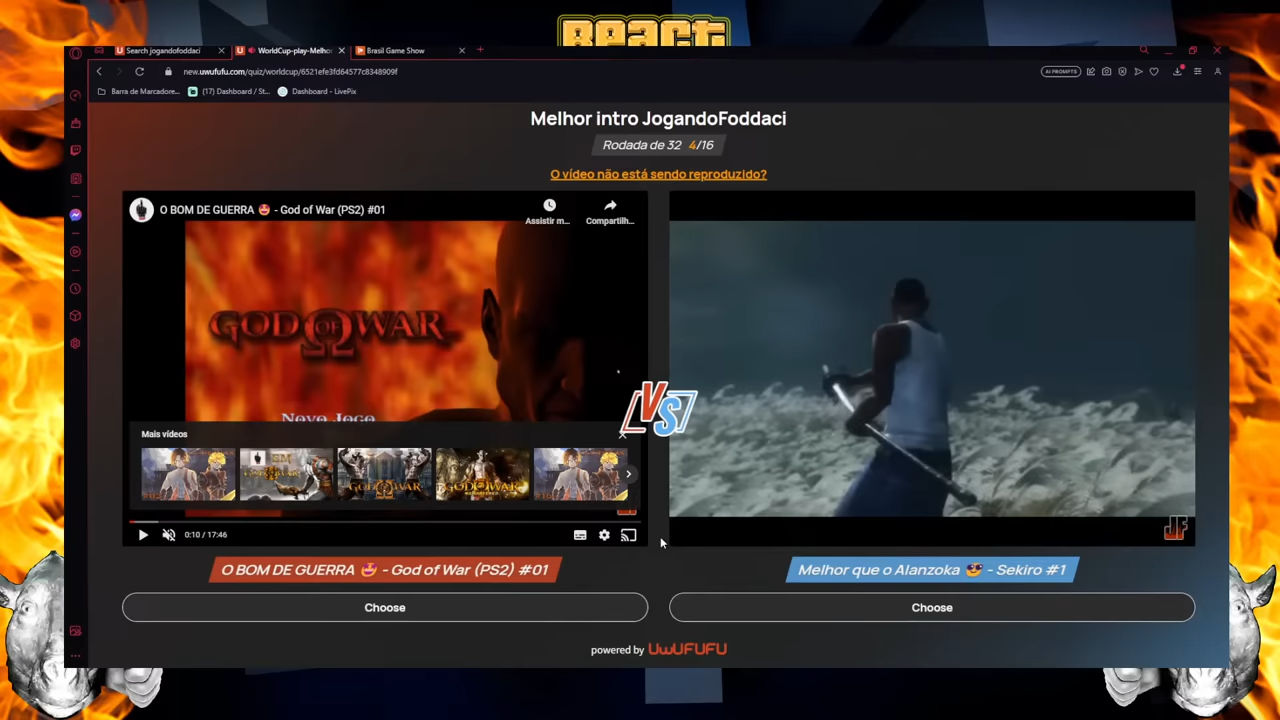 REACT
Search jogandofoddaci
WorldCup-play-Melho
Brasil Game Show
new.uwufufu.com/quiz/worldcup/6521efe3fd64577c8348909f
AI PROMPTS
Barra de Marcadore...
(17) Dashboard / St...
Dashboard - LivePix
Melhor intro JogandoFoddaci
Rodada de 32 4/16
O vídeo não está sendo reproduzido?
O BOM DE GUERRA 🤩 - God of War (PS2) #01
Assistir m...
Compartilh...
GOD OF WAR
Novo Jogo
VS
Mais vídeos
0:10 / 17:46
JF
O BOM DE GUERRA 🤩 - God of War (PS2) #01
Melhor que o Alanzoka 😎 - Sekiro #1
Choose
Choose
powered by UWUFUFU